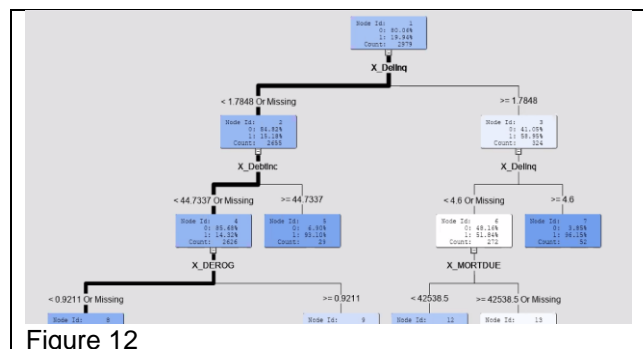 Node Id: 1
0: 80.06%
1: 19.94%
Count: 2979
X_DelInq
< 1.7848 Or Missing
>= 1.7848
Node Id: 2
0: 84.82%
1: 15.18%
Count: 2655
Node Id: 3
0: 41.05%
1: 58.95%
Count: 324
X_DebtInc
X_DelInq
< 44.7337 Or Missing
>= 44.7337
< 4.6 Or Missing
>= 4.6
Node Id: 4
0: 85.68%
1: 14.32%
Count: 2626
Node Id: 5
0: 6.90%
1: 93.10%
Count: 29
Node Id: 6
0: 48.16%
1: 51.84%
Count: 272
Node Id: 7
0: 3.85%
1: 96.15%
Count: 52
X_DEROG
X_MORTDUE
< 0.9211 Or Missing
>= 0.9211
< 42538.5
>= 42538.5 Or Missing
Node Id: 8
Node Id: 9
Node Id: 12
Node Id: 13
Figure 12